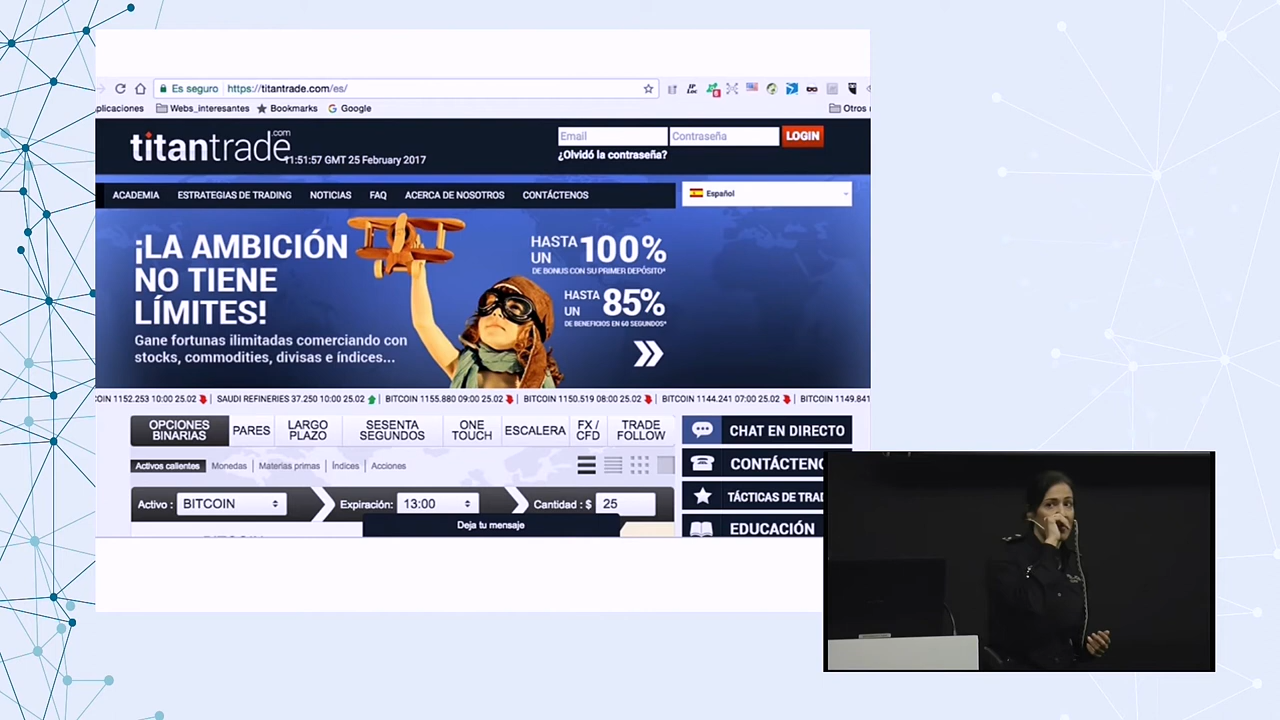 Es seguro https://titantrade.com/es/
plicaciones Webs_interesantes Bookmarks Google Otros
titantrade.com
11:51:57 GMT 25 February 2017
Email Contraseña LOGIN
¿Olvidó la contraseña?
ACADEMIA ESTRATEGIAS DE TRADING NOTICIAS FAQ ACERCA DE NOSOTROS CONTÁCTENOS
Español
¡LA AMBICIÓN
NO TIENE
LÍMITES!
Gane fortunas ilimitadas comerciando con
stocks, commodities, divisas e índices...
HASTA
UN 100%
DE BONUS CON SU PRIMER DEPÓSITO*
HASTA
UN 85%
DE BENEFICIOS EN 60 SEGUNDOS*
COIN 1152.253 10:00 25.02 | SAUDI REFINERIES 37.250 10:00 25.02 | BITCOIN 1155.880 09:00 25.02 | BITCOIN 1150.519 08:00 25.02 | BITCOIN 1144.241 07:00 25.02 | BITCOIN 1149.841
OPCIONES
BINARIAS
PARES
LARGO
PLAZO
SESENTA
SEGUNDOS
ONE
TOUCH
ESCALERA
FX /
CFD
TRADE
FOLLOW
Activos calientes | Monedas | Materias primas | Índices | Acciones
Activo : BITCOIN Expiración: 13:00 Cantidad : $ 25
Deja tu mensaje
CHAT EN DIRECTO
CONTÁCTENO
TÁCTICAS DE TRAD
EDUCACIÓN